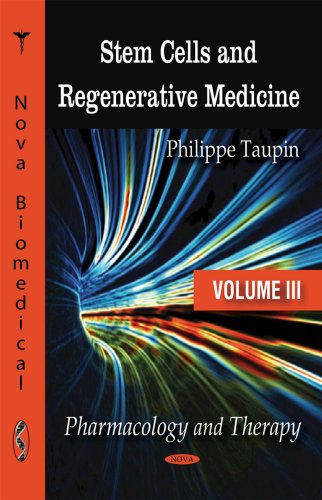 Nova Biomedical
Stem Cells and
Regenerative Medicine
Philippe Taupin
VOLUME III
Pharmacology and Therapy
NOVA